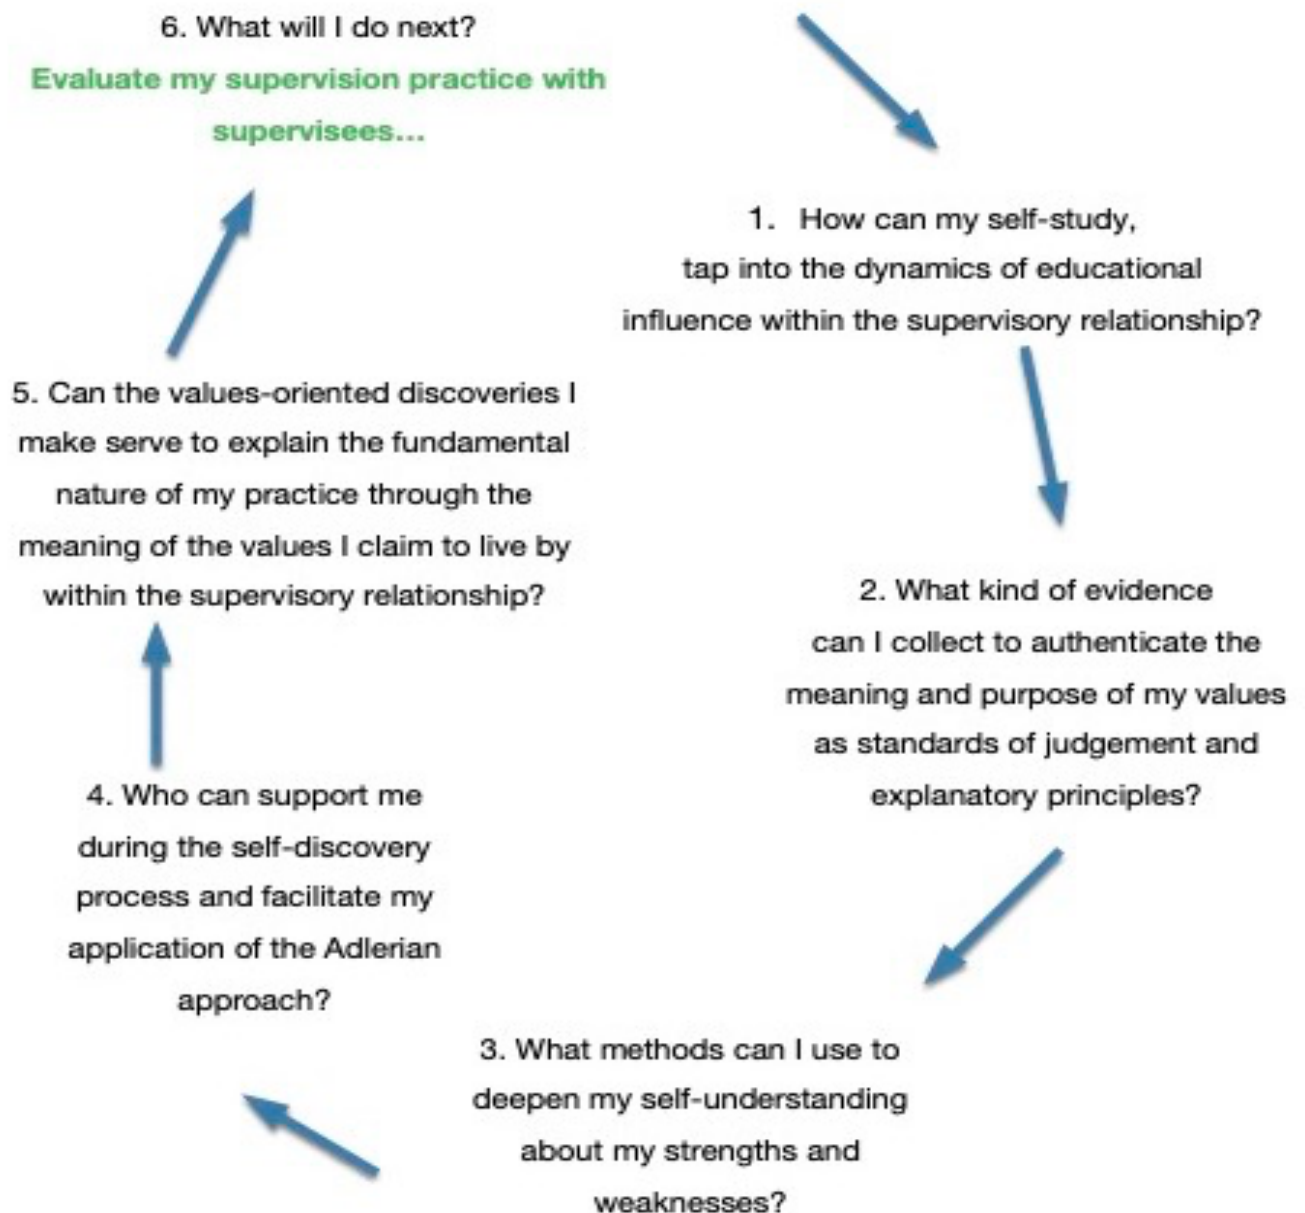 6. What will I do next?
Evaluate my supervision practice with
supervisees...
1. How can my self-study,
tap into the dynamics of educational
influence within the supervisory relationship?
2. What kind of evidence
can I collect to authenticate the
meaning and purpose of my values
as standards of judgement and
explanatory principles?
3. What methods can I use to
deepen my self-understanding
about my strengths and
weaknesses?
4. Who can support me
during the self-discovery
process and facilitate my
application of the Adlerian
approach?
5. Can the values-oriented discoveries I
make serve to explain the fundamental
nature of my practice through the
meaning of the values I claim to live by
within the supervisory relationship?